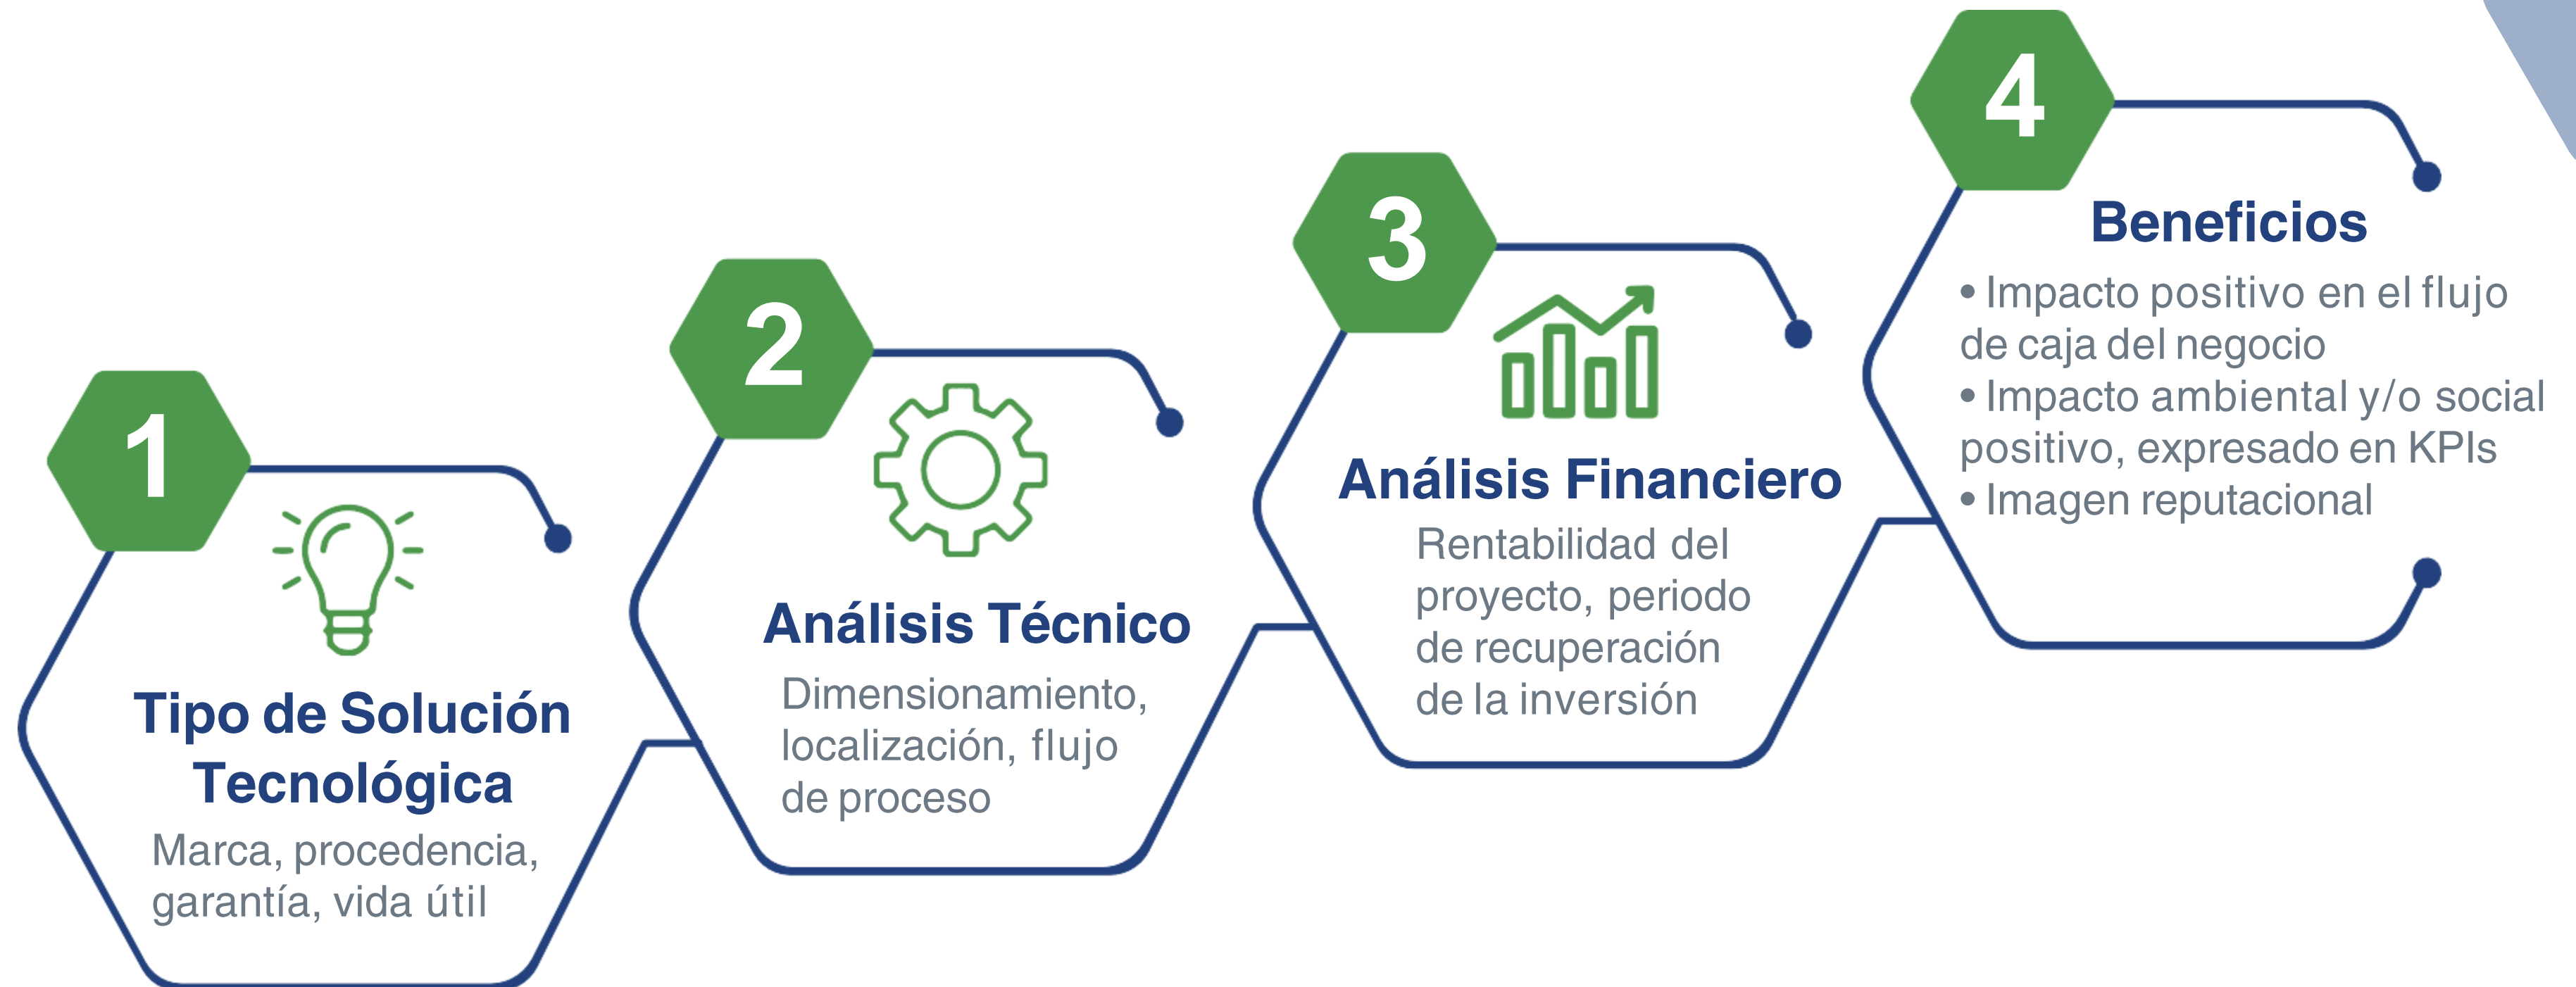 1
Tipo de Solución
Tecnológica
Marca, procedencia,
garantía, vida útil
2
Análisis Técnico
Dimensionamiento,
localización, flujo
de proceso
3
Análisis Financiero
Rentabilidad del
proyecto, periodo
de recuperación
de la inversión
4
Beneficios
• Impacto positivo en el flujo
de caja del negocio
• Impacto ambiental y/o social
positivo, expresado en KPIs
• Imagen reputacional